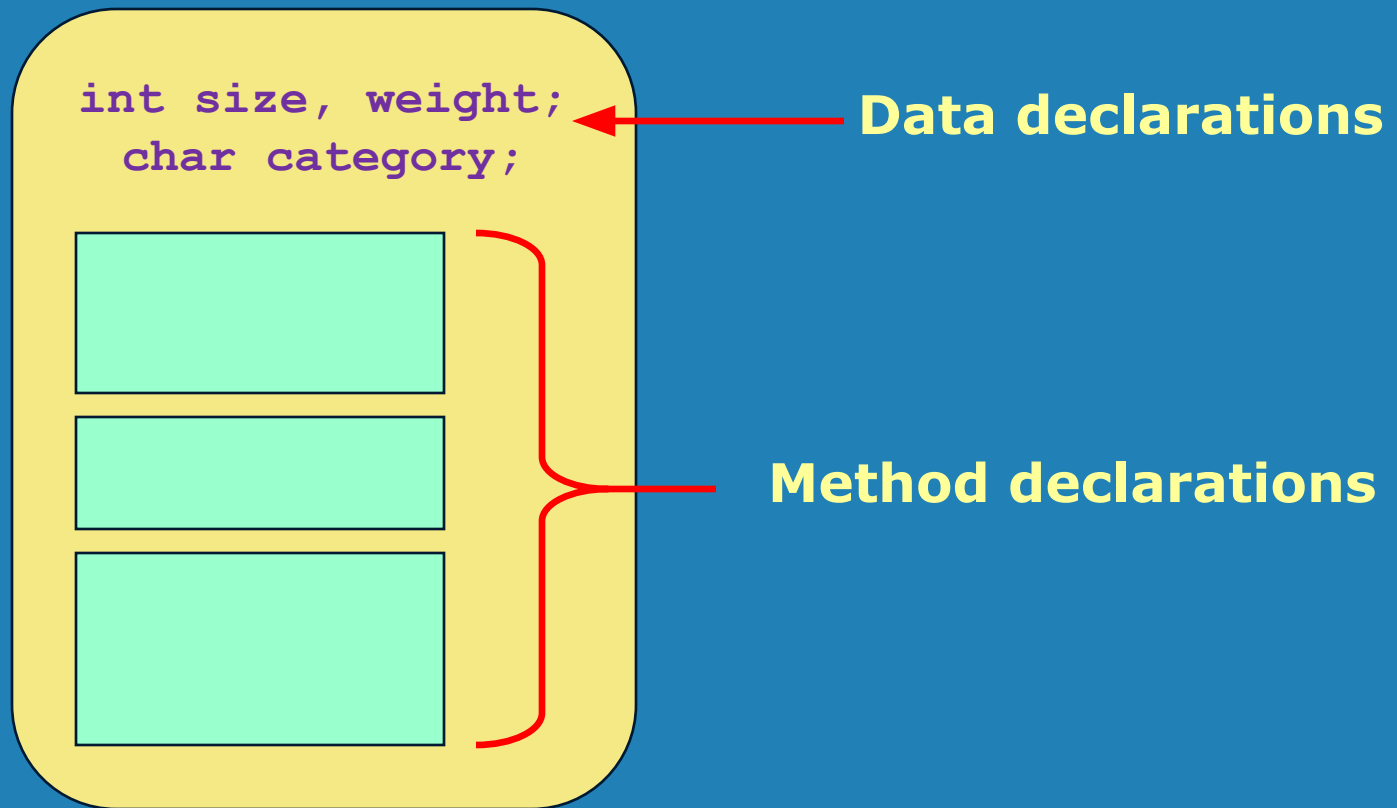 int size, weight;
char category;
Data declarations
Method declarations